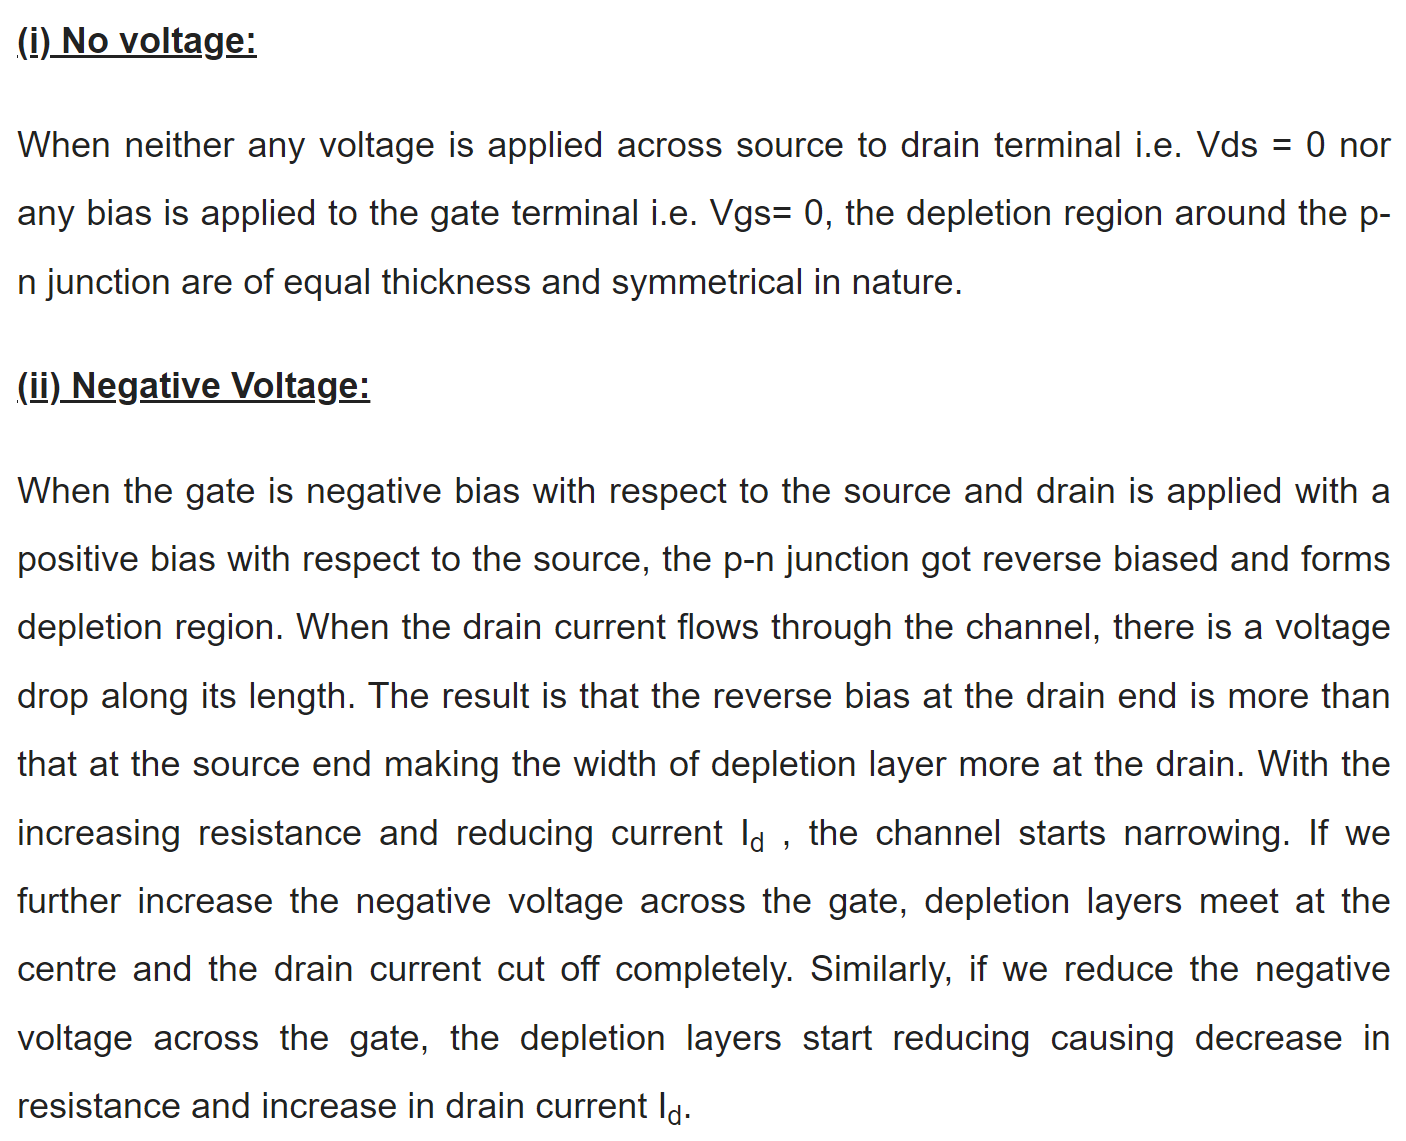 (i) No voltage:
When neither any voltage is applied across source to drain terminal i.e. Vds = 0 nor
any bias is applied to the gate terminal i.e. Vgs= 0, the depletion region around the p-
n junction are of equal thickness and symmetrical in nature.
(ii) Negative Voltage:
When the gate is negative bias with respect to the source and drain is applied with a
positive bias with respect to the source, the p-n junction got reverse biased and forms
depletion region. When the drain current flows through the channel, there is a voltage
drop along its length. The result is that the reverse bias at the drain end is more than
that at the source end making the width of depletion layer more at the drain. With the
increasing resistance and reducing current Id , the channel starts narrowing. If we
further increase the negative voltage across the gate, depletion layers meet at the
centre and the drain current cut off completely. Similarly, if we reduce the negative
voltage across the gate, the depletion layers start reducing causing decrease in
resistance and increase in drain current Id.